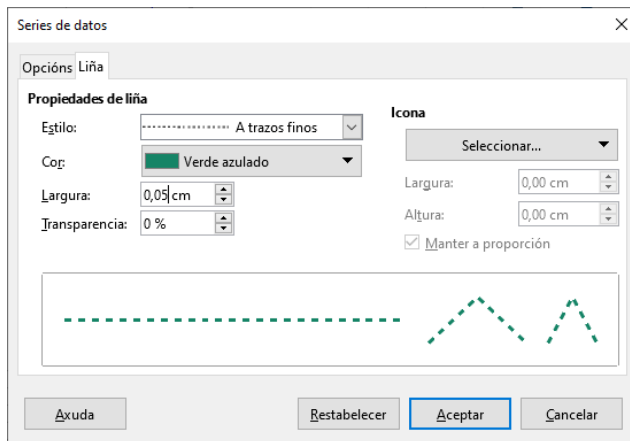 Series de datos
Opcións
Liña
Propiedades de liña
Estilo:
A trazos finos
Cor:
Verde azulado
Largura:
0,05 cm
Transparencia:
0 %
Icona
Seleccionar...
Largura:
0,00 cm
Altura:
0,00 cm
Manter a proporción
Axuda
Restabelecer
Aceptar
Cancelar